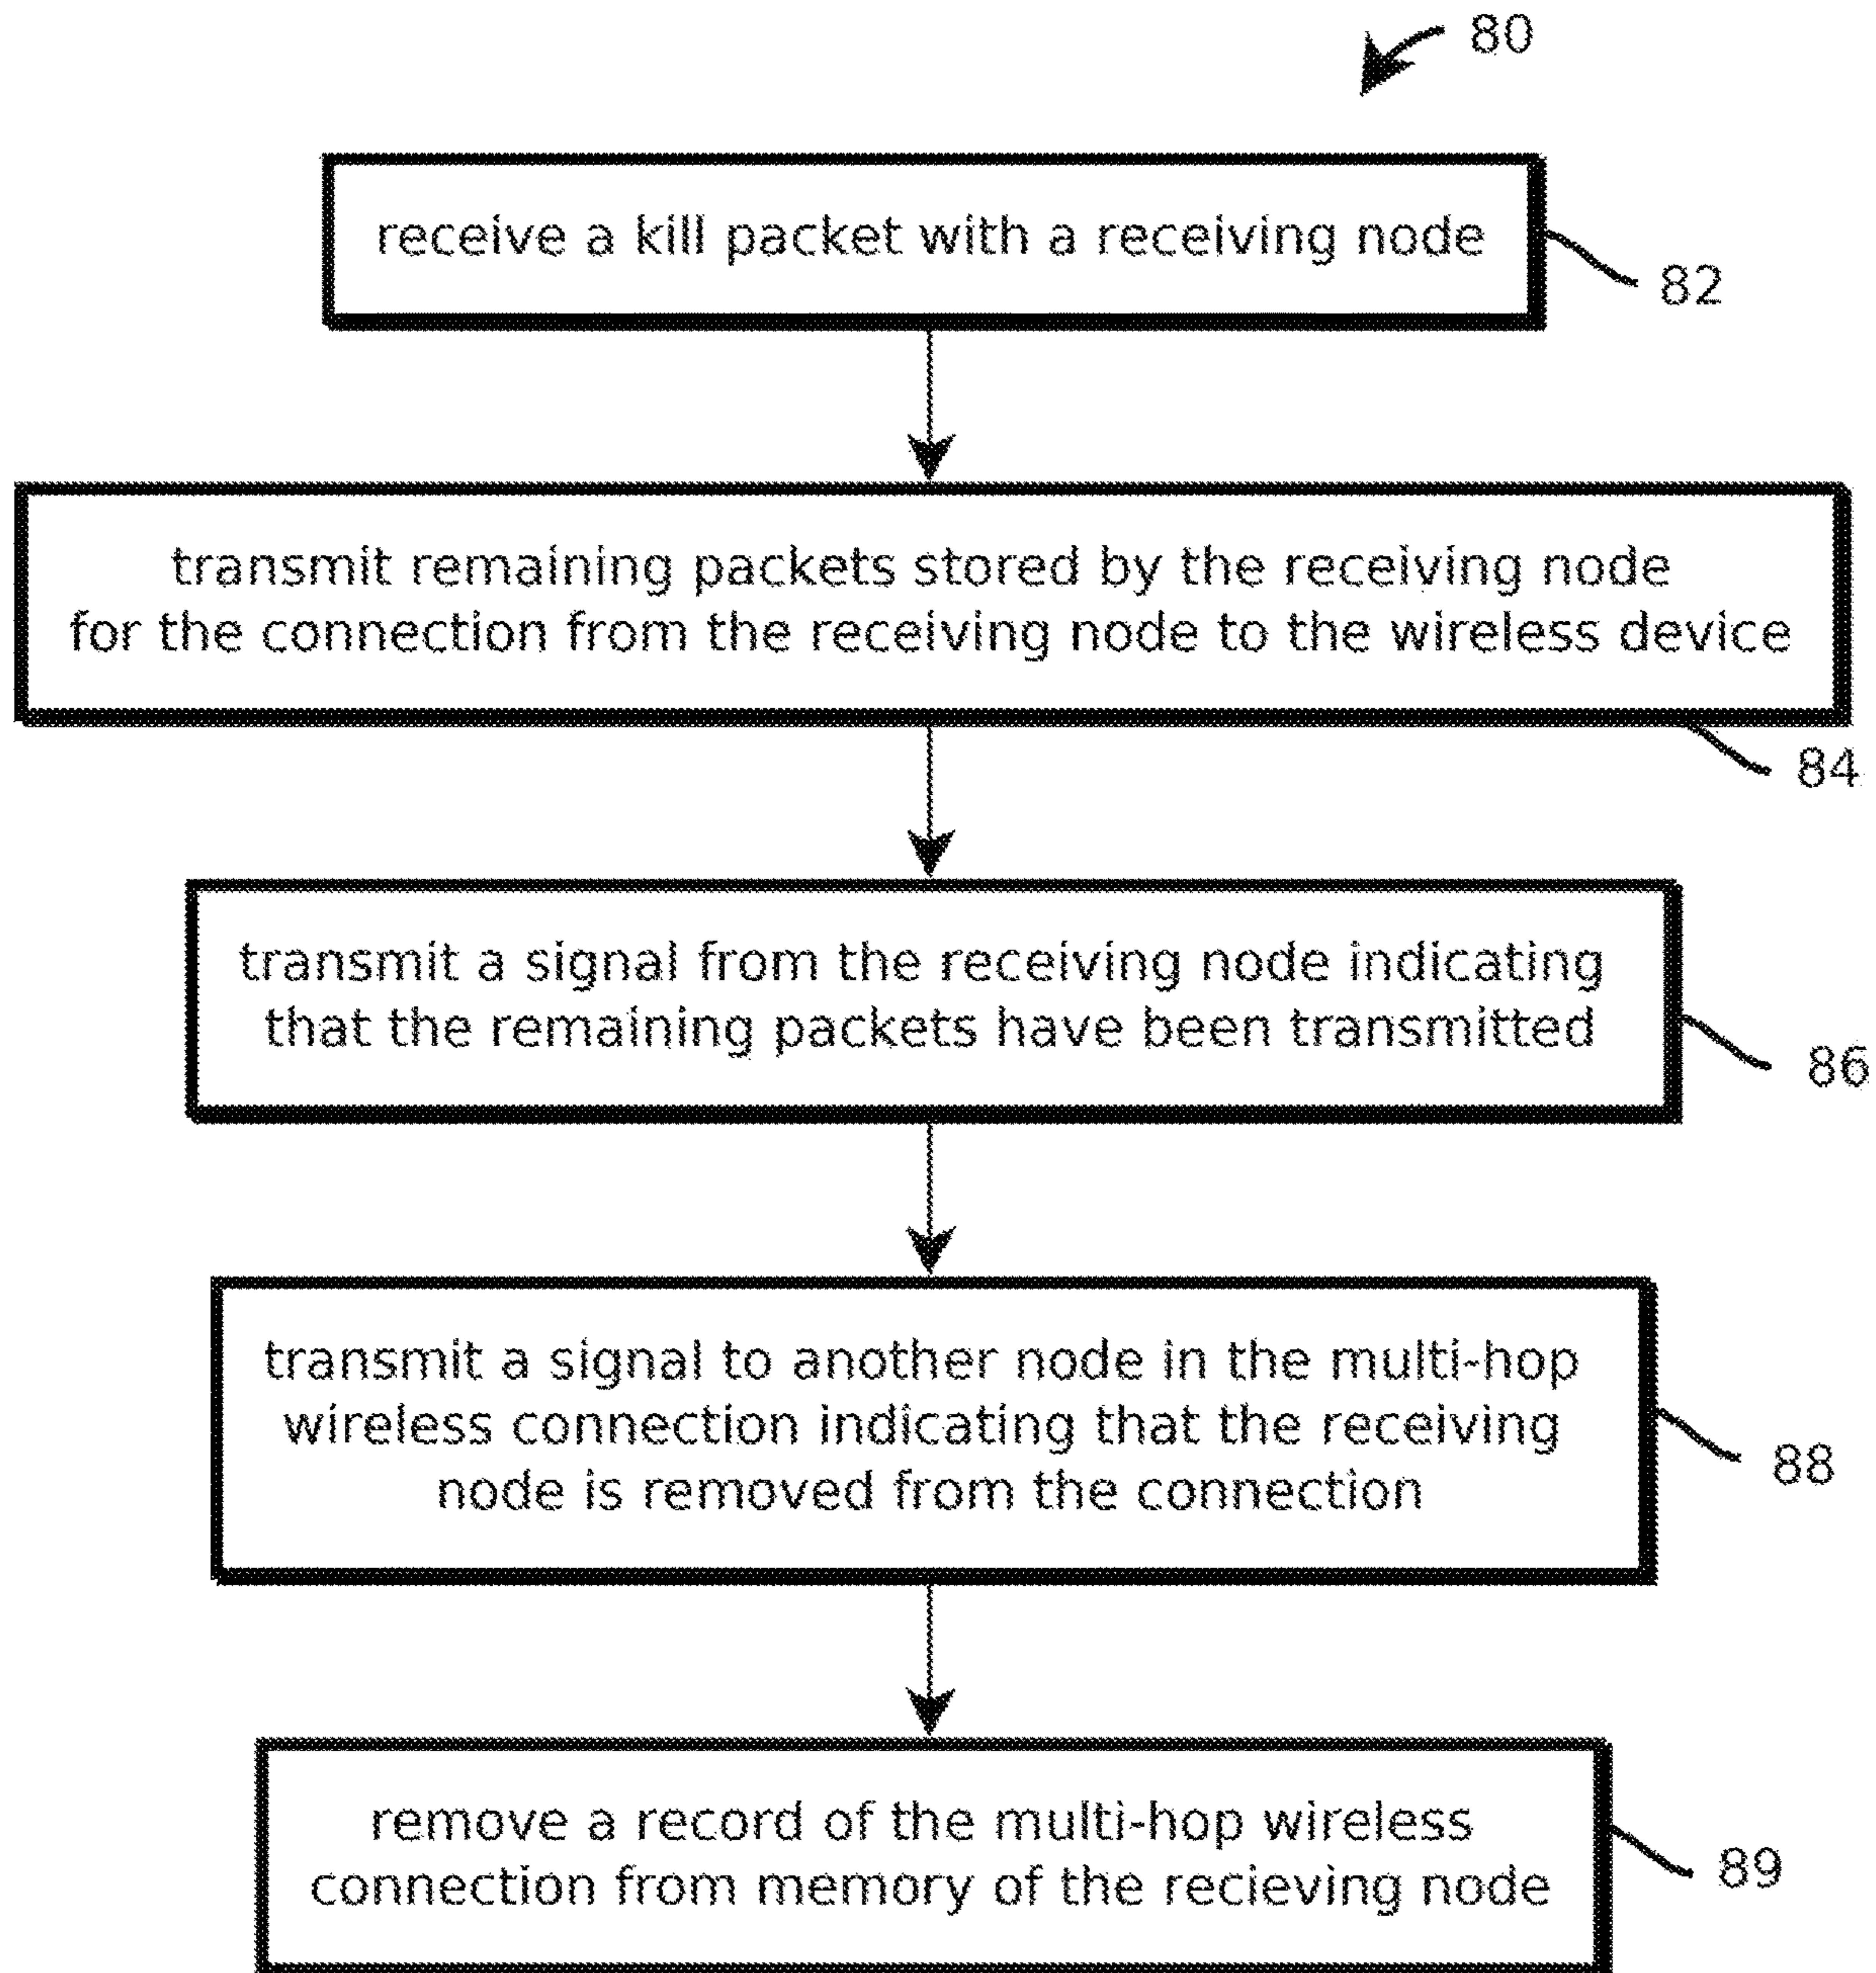 80
receive a kill packet with a receiving node
82
transmit remaining packets stored by the receiving node
for the connection from the receiving node to the wireless device
84
transmit a signal from the receiving node indicating
that the remaining packets have been transmitted
86
transmit a signal to another node in the multi-hop
wireless connection indicating that the receiving
node is removed from the connection
88
remove a record of the multi-hop wireless
connection from memory of the recieving node
89